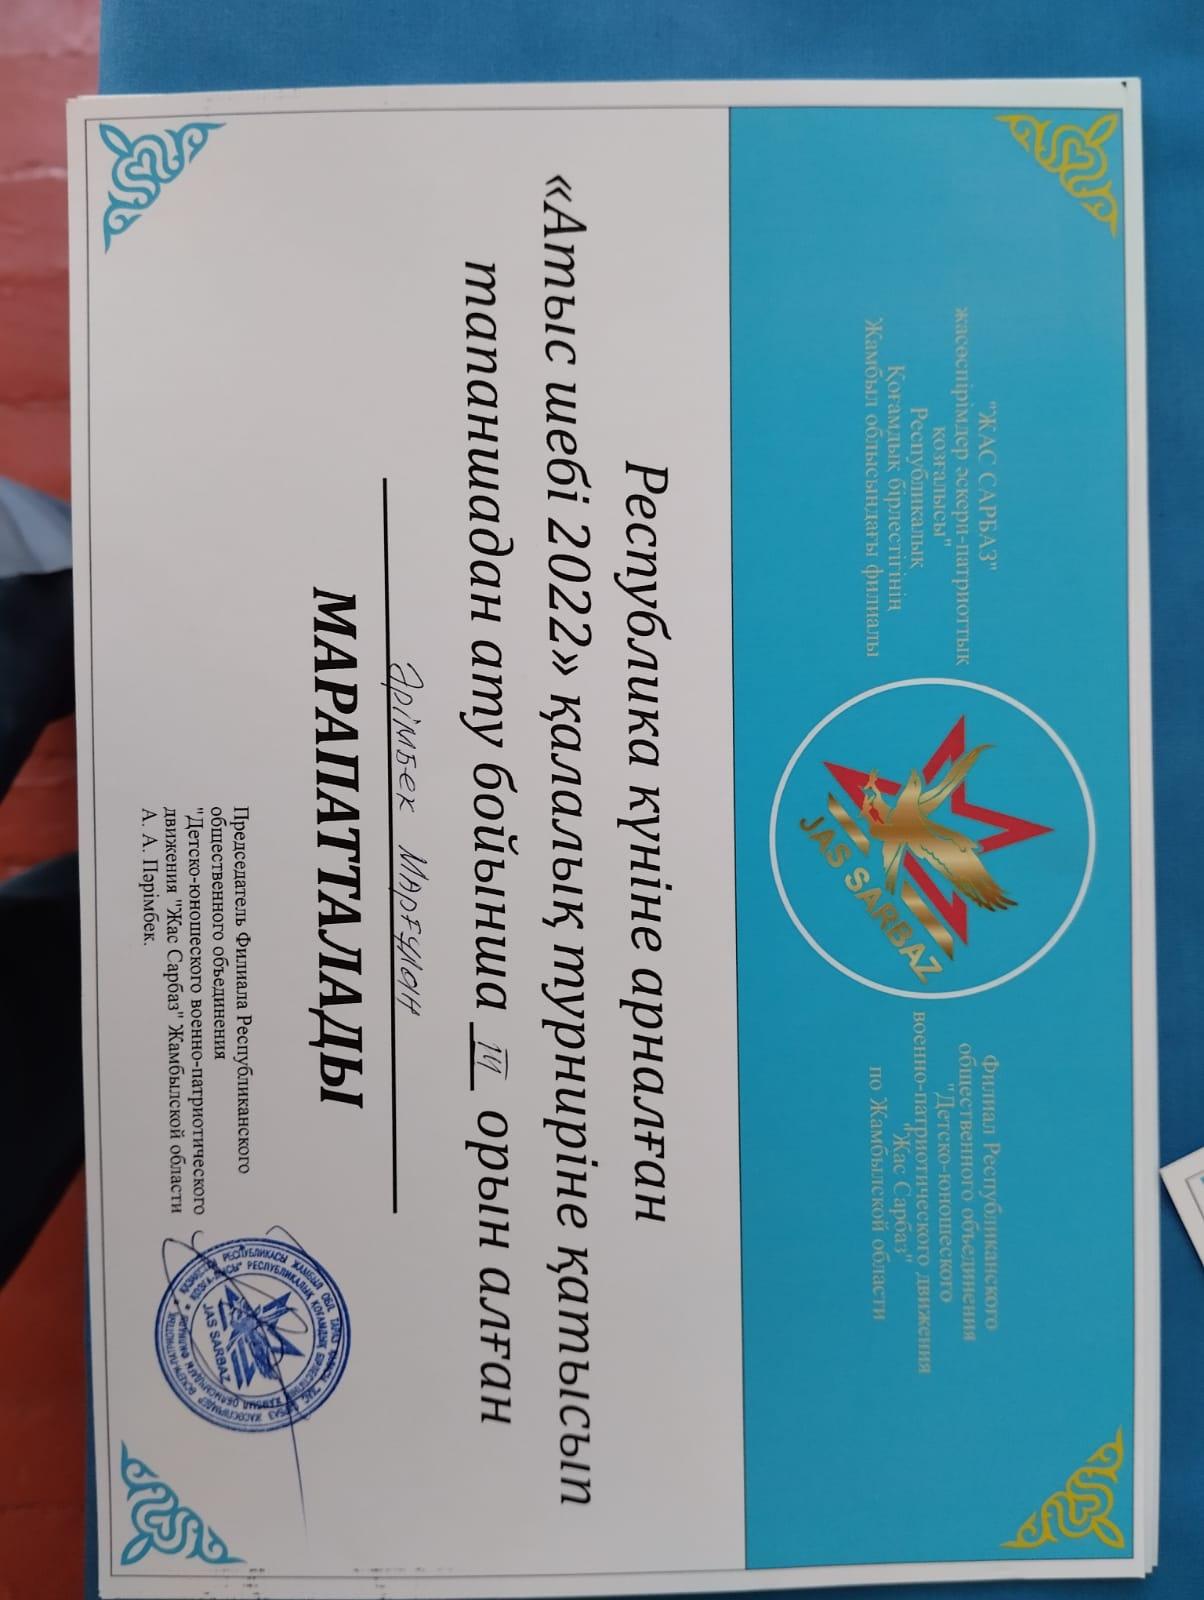 "ЖАС САРБАЗ"
жасөспірімдер әскери-патриоттық
қозғалысы"
Республикалық
Қоғамдық бірлестігінің
Жамбыл облысындағы филиалы
JAS SARBAZ
Филиал Республиканского
общественного объединения
"Детско-юношеского
военно-патриотического движения
"Жас Сарбаз"
по Жамбылской области
Республика күніне арналған
«Атыс шебі 2022» қалалық турниріне қатысып
тапаншадан ату бойынша III орын алған
Әрімбек Марғұлан
МАРАПАТТАЛАДЫ
Председатель Филиала Республиканского
общественного объединения
"Детско-юношеского военно-патриотического
движения "Жас Сарбаз" Жамбылской области
А. А. Пәрімбек.
JAS SARBAZ